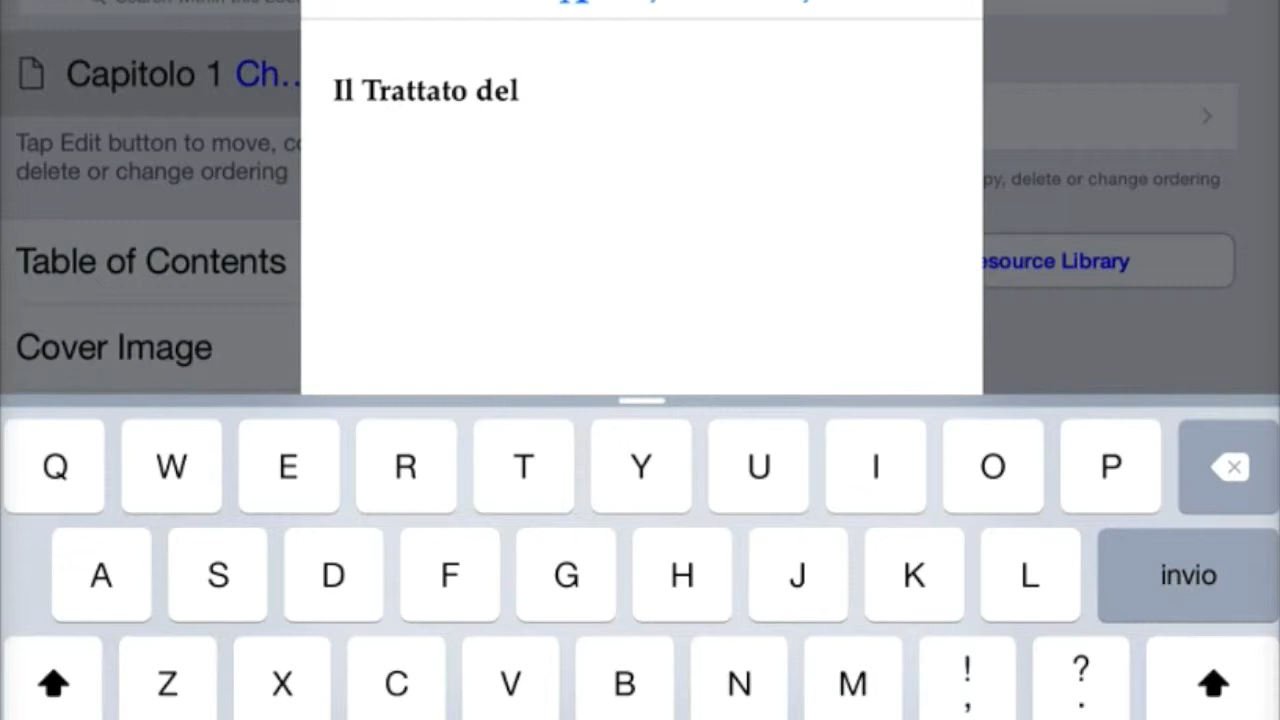 Capitolo 1 Ch...
Il Trattato del
Tap Edit button to move, co
delete or change ordering
py, delete or change ordering
Table of Contents
esource Library
Cover Image
Q W E R T Y U I O P
A S D F G H J K L invio
Z X C V B N M ! ?
, .